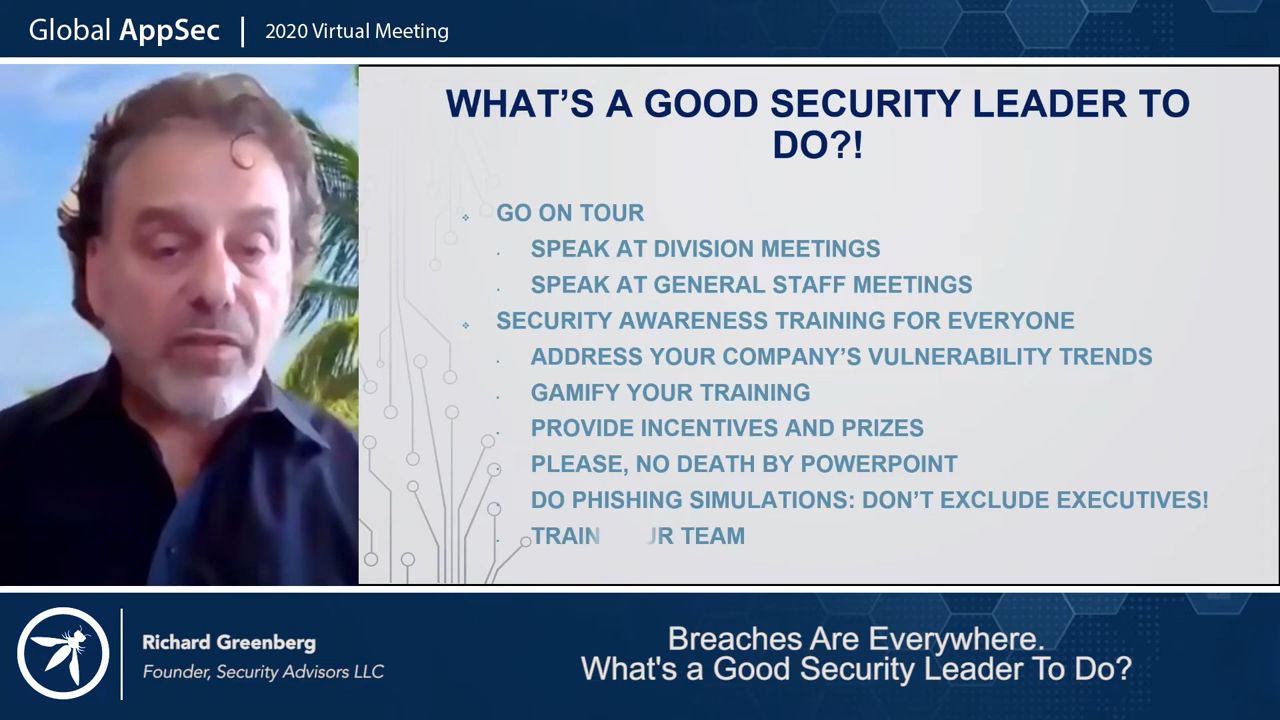 Global AppSec | 2020 Virtual Meeting
WHAT'S A GOOD SECURITY LEADER TO
DO?!
GO ON TOUR
SPEAK AT DIVISION MEETINGS
SPEAK AT GENERAL STAFF MEETINGS
SECURITY AWARENESS TRAINING FOR EVERYONE
ADDRESS YOUR COMPANY'S VULNERABILITY TRENDS
GAMIFY YOUR TRAINING
PROVIDE INCENTIVES AND PRIZES
PLEASE, NO DEATH BY POWERPOINT
DO PHISHING SIMULATIONS: DON'T EXCLUDE EXECUTIVES!
TRAIN TEAM
Richard Greenberg
Founder, Security Advisors LLC
Breaches Are Everywhere.
What's a Good Security Leader To Do?